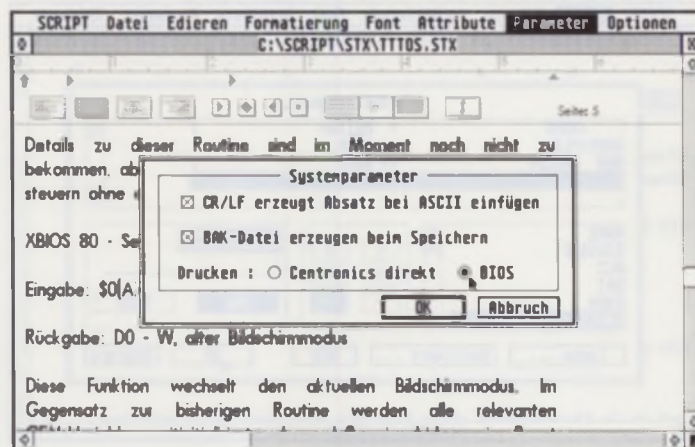 SCRIPT Datei Edieren Formatierung Font Attribute Parameter Optionen
C:\SCRIPT\STX\TTTOS.STX
Seite: 5
Details zu dieser Routine sind im Moment noch nicht zu
bekommen, ab
steuern ohne
Systemparameter
CR/LF erzeugt Absatz bei ASCII einfügen
BAK-Datei erzeugen beim Speichern
Drucken : Centronics direkt BIOS
OK Abbruch
XBIOS 80 - Se
Eingabe: $0(A
Rückgabe: D0 - W, alter Bildschirmmodus
Diese Funktion wechselt den aktuellen Bildschirmmodus. Im
Gegensatz zur bisherigen Routine werden alle relevanten